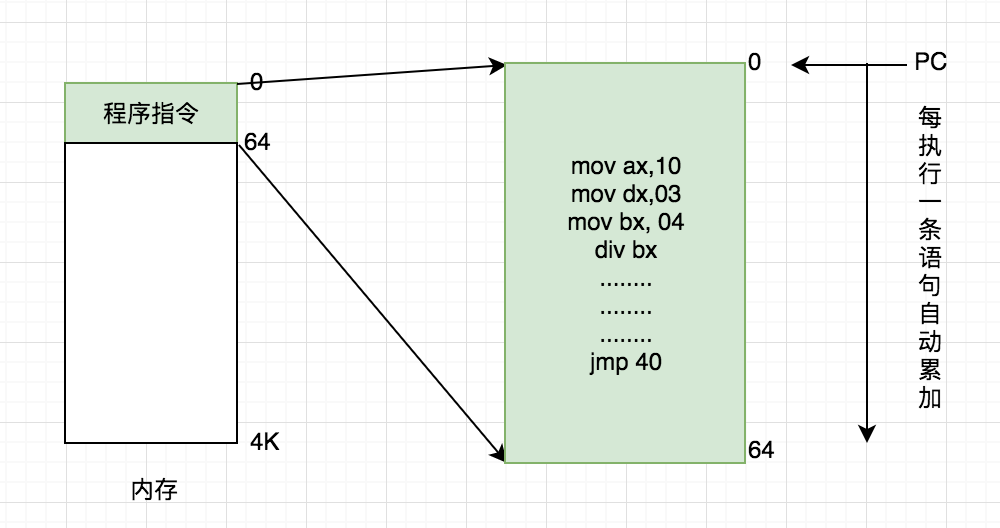 0
程序指令
64
4K
内存
0
mov ax,10
mov dx,03
mov bx, 04
div bx
........
........
........
jmp 40
64
PC
每执行一条语句自动累加